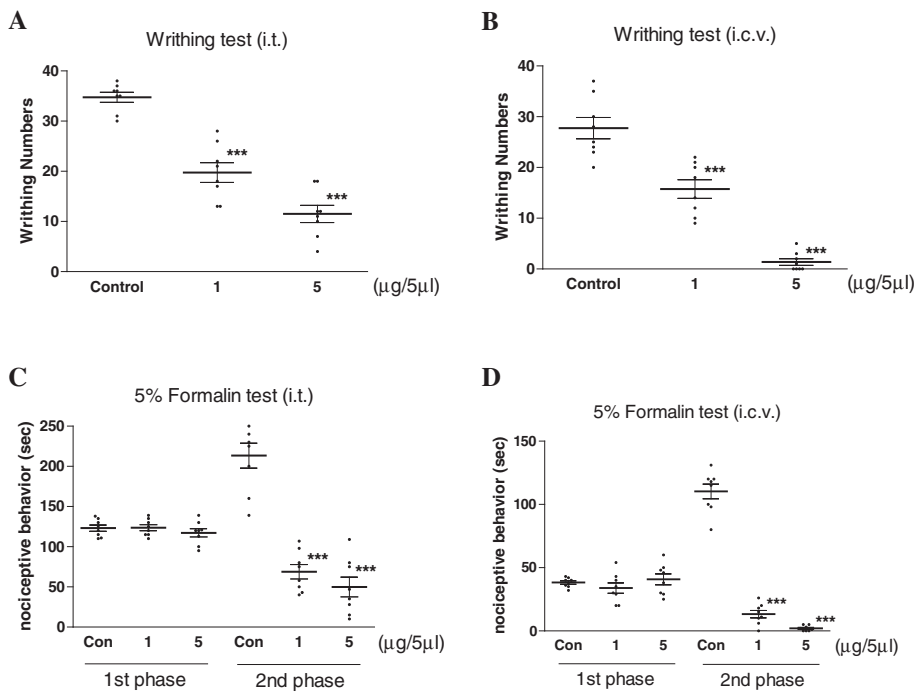 A
Writhing test (i.t.)
Writhing Numbers
40
30
20
10
0
***
***
Control 1 5 (μg/5μl)
B
Writhing test (i.c.v.)
Writhing Numbers
40
30
20
10
0
***
***
Control 1 5 (μg/5μl)
C
5% Formalin test (i.t.)
nociceptive behavior (sec)
250
200
150
100
50
0
***
***
Con 1 5 Con 1 5 (μg/5μl)
1st phase 2nd phase
D
5% Formalin test (i.c.v.)
nociceptive behavior (sec)
150
100
50
0
***
***
Con 1 5 Con 1 5 (μg/5μl)
1st phase 2nd phase